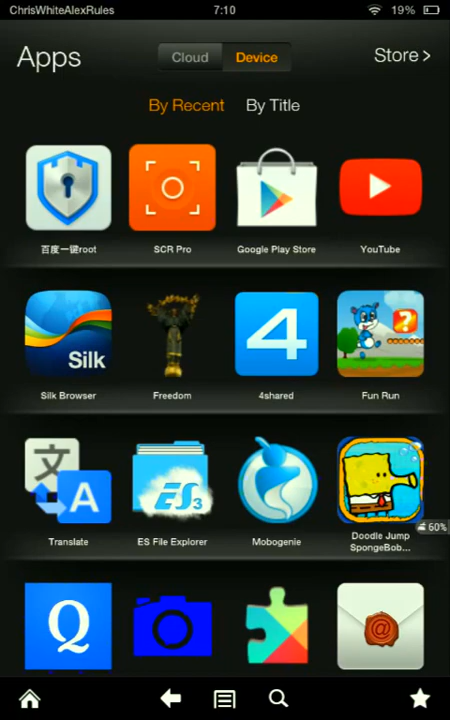 ChrisWhiteAlexRules 7:10 19%
Apps Cloud Device Store >
By Recent By Title
百度一键root SCR Pro Google Play Store YouTube
Silk
4
?
Silk Browser Freedom 4shared Fun Run
文 A ES 3
60%
Translate ES File Explorer Mobogenie Doodle Jump
SpongeBob...
Q @